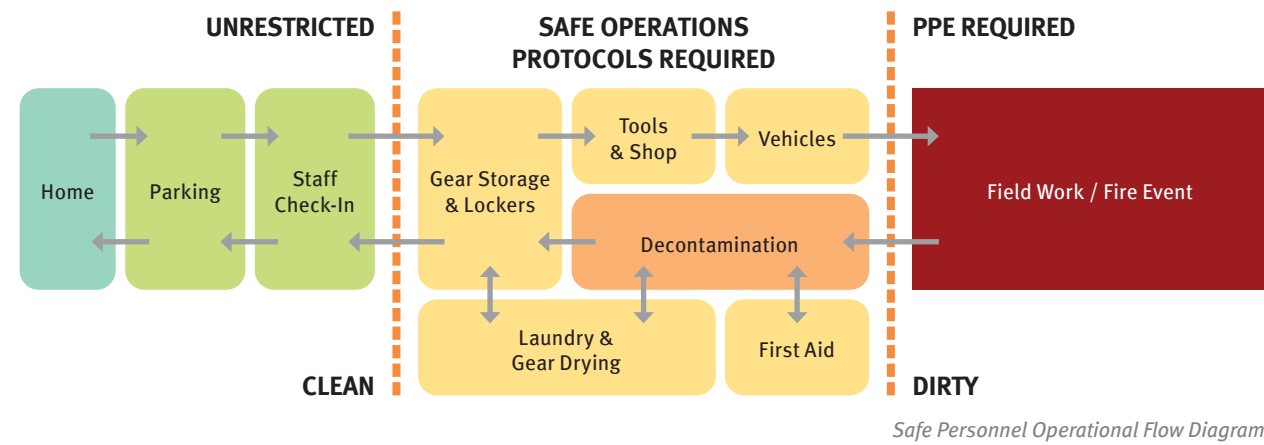 UNRESTRICTED
SAFE OPERATIONS
PROTOCOLS REQUIRED
PPE REQUIRED
Home
Parking
Staff
Check-In
Gear Storage
& Lockers
Tools
& Shop
Vehicles
Decontamination
Field Work / Fire Event
Laundry &
Gear Drying
First Aid
CLEAN
DIRTY
Safe Personnel Operational Flow Diagram